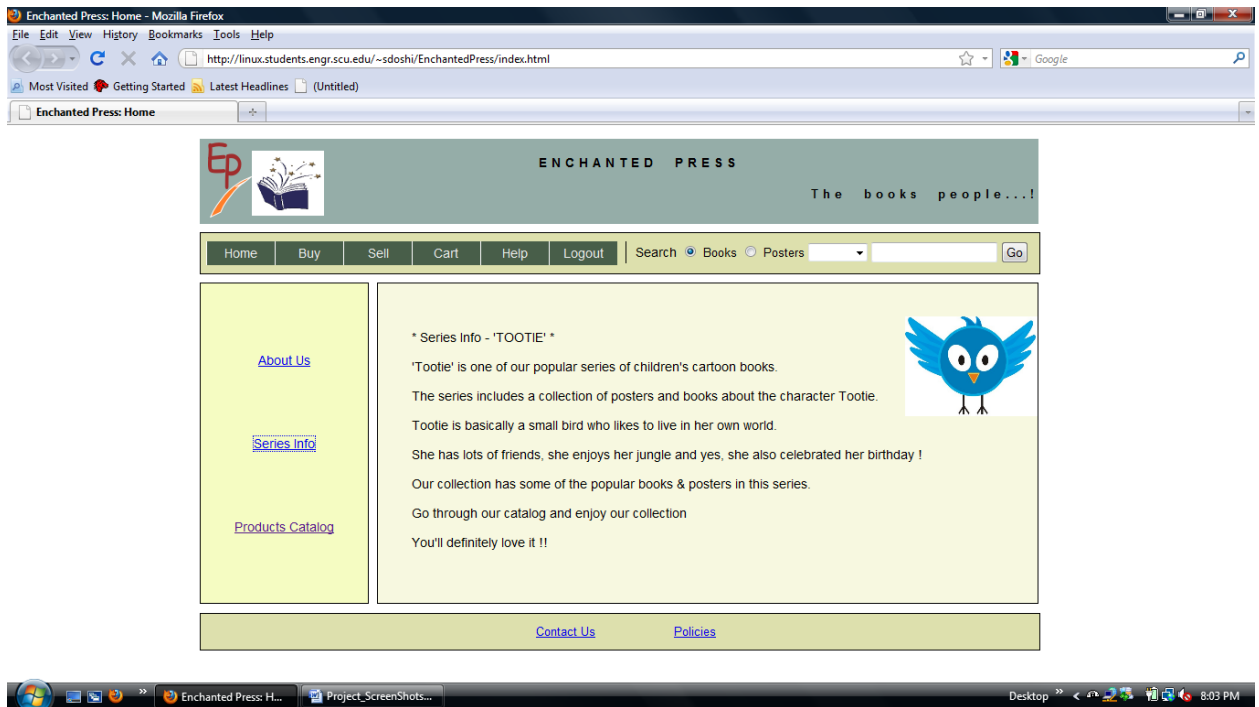 Enchanted Press: Home - Mozilla Firefox
File Edit View History Bookmarks Tools Help
http://linux.students.engr.scu.edu/~sdoshi/EnchantedPress/index.html
Google
Most Visited Getting Started Latest Headlines (Untitled)
Enchanted Press: Home
Ep
ENCHANTED PRESS
The books people...!
Home Buy Sell Cart Help Logout Search Books Posters Go
About Us
Series Info
Products Catalog
* Series Info - 'TOOTIE' *
'Tootie' is one of our popular series of children's cartoon books.
The series includes a collection of posters and books about the character Tootie.
Tootie is basically a small bird who likes to live in her own world.
She has lots of friends, she enjoys her jungle and yes, she also celebrated her birthday !
Our collection has some of the popular books & posters in this series.
Go through our catalog and enjoy our collection
You'll definitely love it !!
Contact Us Policies
Enchanted Press: H... Project_ScreenShots... Desktop 8:03 PM